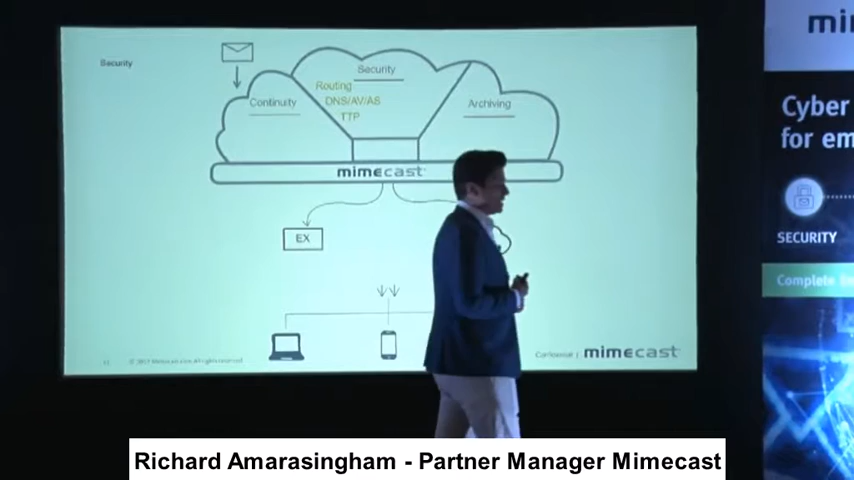 Security
Security
Routing
Continuity
DNS/AV/AS
Archiving
TTP
mimecast
EX
Confidential | mimecast
Cyber
for em
SECURITY
Complete
Richard Amarasingham - Partner Manager Mimecast